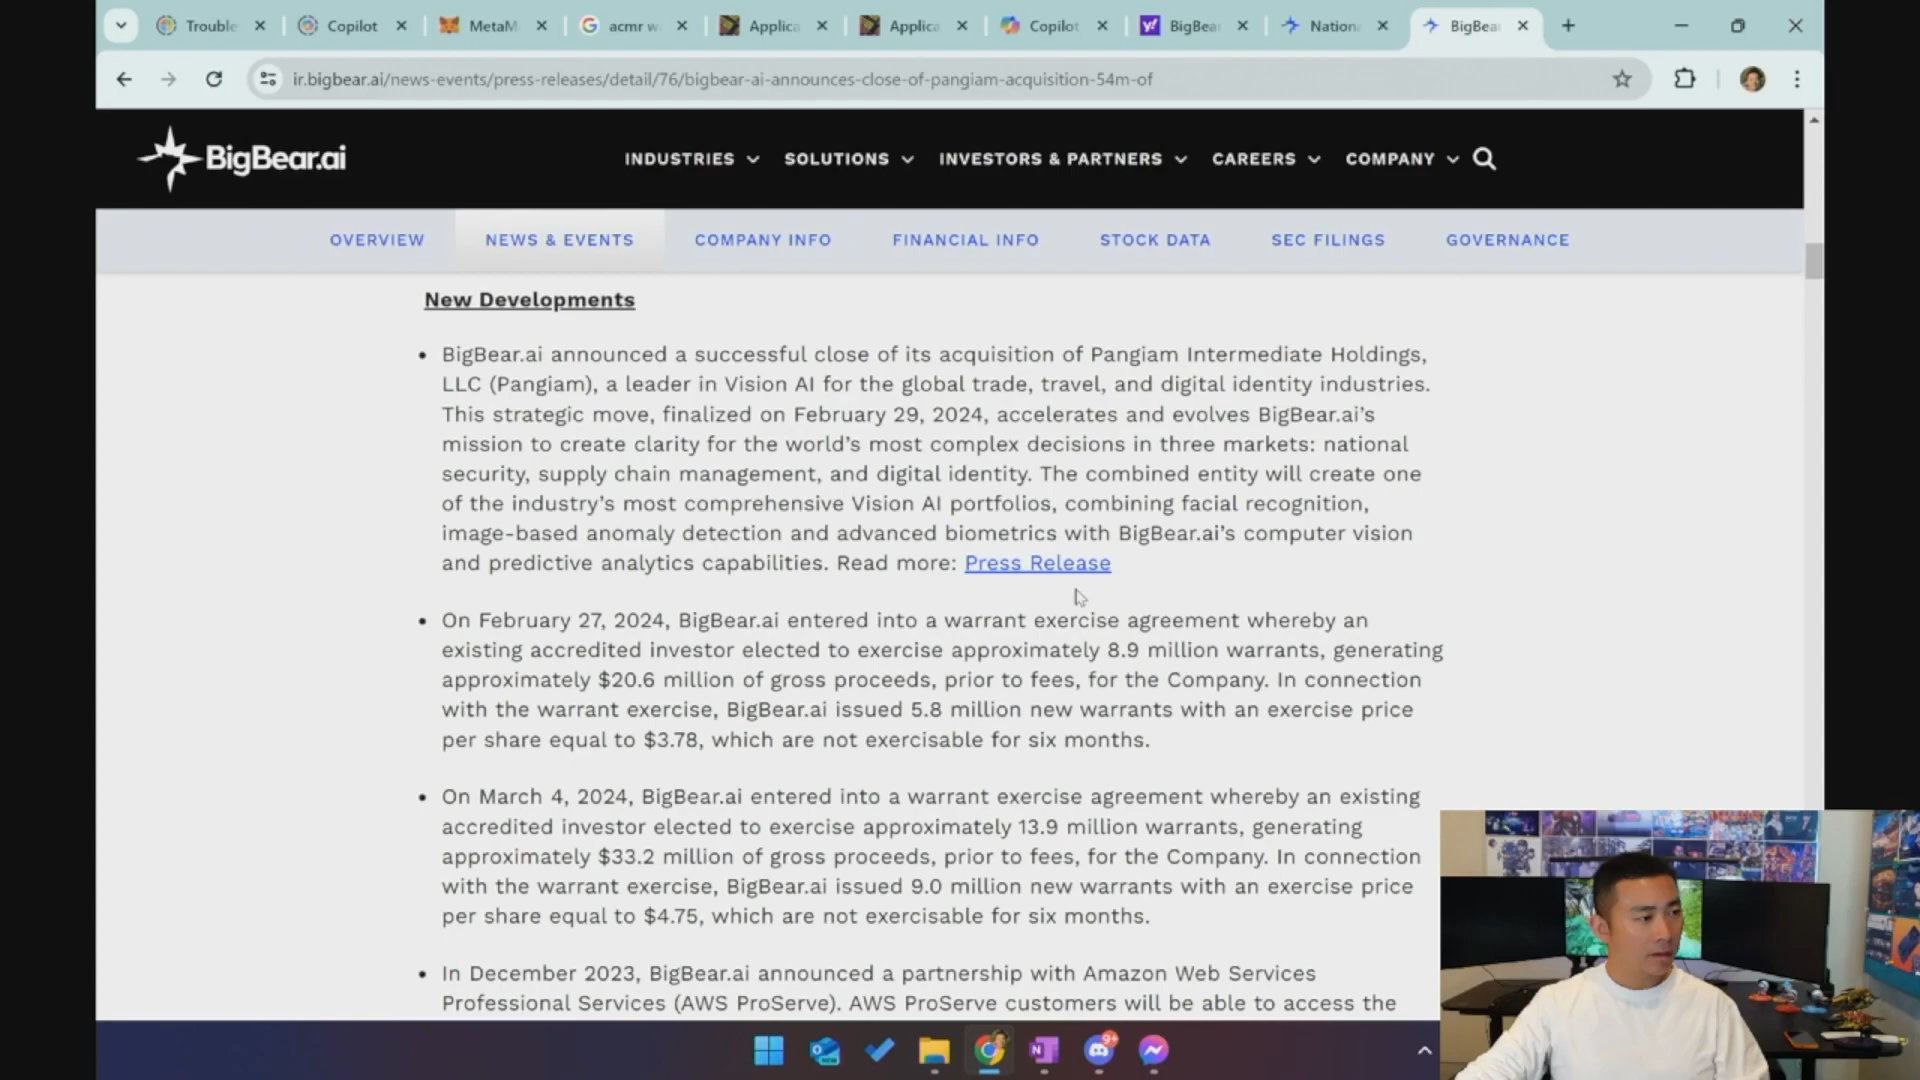 Trouble
Copilot
MetaM
acmr w
Applica
Applica
Copilot
BigBear
Nation
BigBear
ir.bigbear.ai/news-events/press-releases/detail/76/bigbear-ai-announces-close-of-pangiam-acquisition-54m-of
BigBear.ai
INDUSTRIES
SOLUTIONS
INVESTORS & PARTNERS
CAREERS
COMPANY
OVERVIEW
NEWS & EVENTS
COMPANY INFO
FINANCIAL INFO
STOCK DATA
SEC FILINGS
GOVERNANCE
New Developments
• BigBear.ai announced a successful close of its acquisition of Pangiam Intermediate Holdings,
LLC (Pangiam), a leader in Vision AI for the global trade, travel, and digital identity industries.
This strategic move, finalized on February 29, 2024, accelerates and evolves BigBear.ai’s
mission to create clarity for the world’s most complex decisions in three markets: national
security, supply chain management, and digital identity. The combined entity will create one
of the industry’s most comprehensive Vision AI portfolios, combining facial recognition,
image-based anomaly detection and advanced biometrics with BigBear.ai’s computer vision
and predictive analytics capabilities. Read more: Press Release
• On February 27, 2024, BigBear.ai entered into a warrant exercise agreement whereby an
existing accredited investor elected to exercise approximately 8.9 million warrants, generating
approximately $20.6 million of gross proceeds, prior to fees, for the Company. In connection
with the warrant exercise, BigBear.ai issued 5.8 million new warrants with an exercise price
per share equal to $3.78, which are not exercisable for six months.
• On March 4, 2024, BigBear.ai entered into a warrant exercise agreement whereby an existing
accredited investor elected to exercise approximately 13.9 million warrants, generating
approximately $33.2 million of gross proceeds, prior to fees, for the Company. In connection
with the warrant exercise, BigBear.ai issued 9.0 million new warrants with an exercise price
per share equal to $4.75, which are not exercisable for six months.
• In December 2023, BigBear.ai announced a partnership with Amazon Web Services
Professional Services (AWS ProServe). AWS ProServe customers will be able to access the
9+